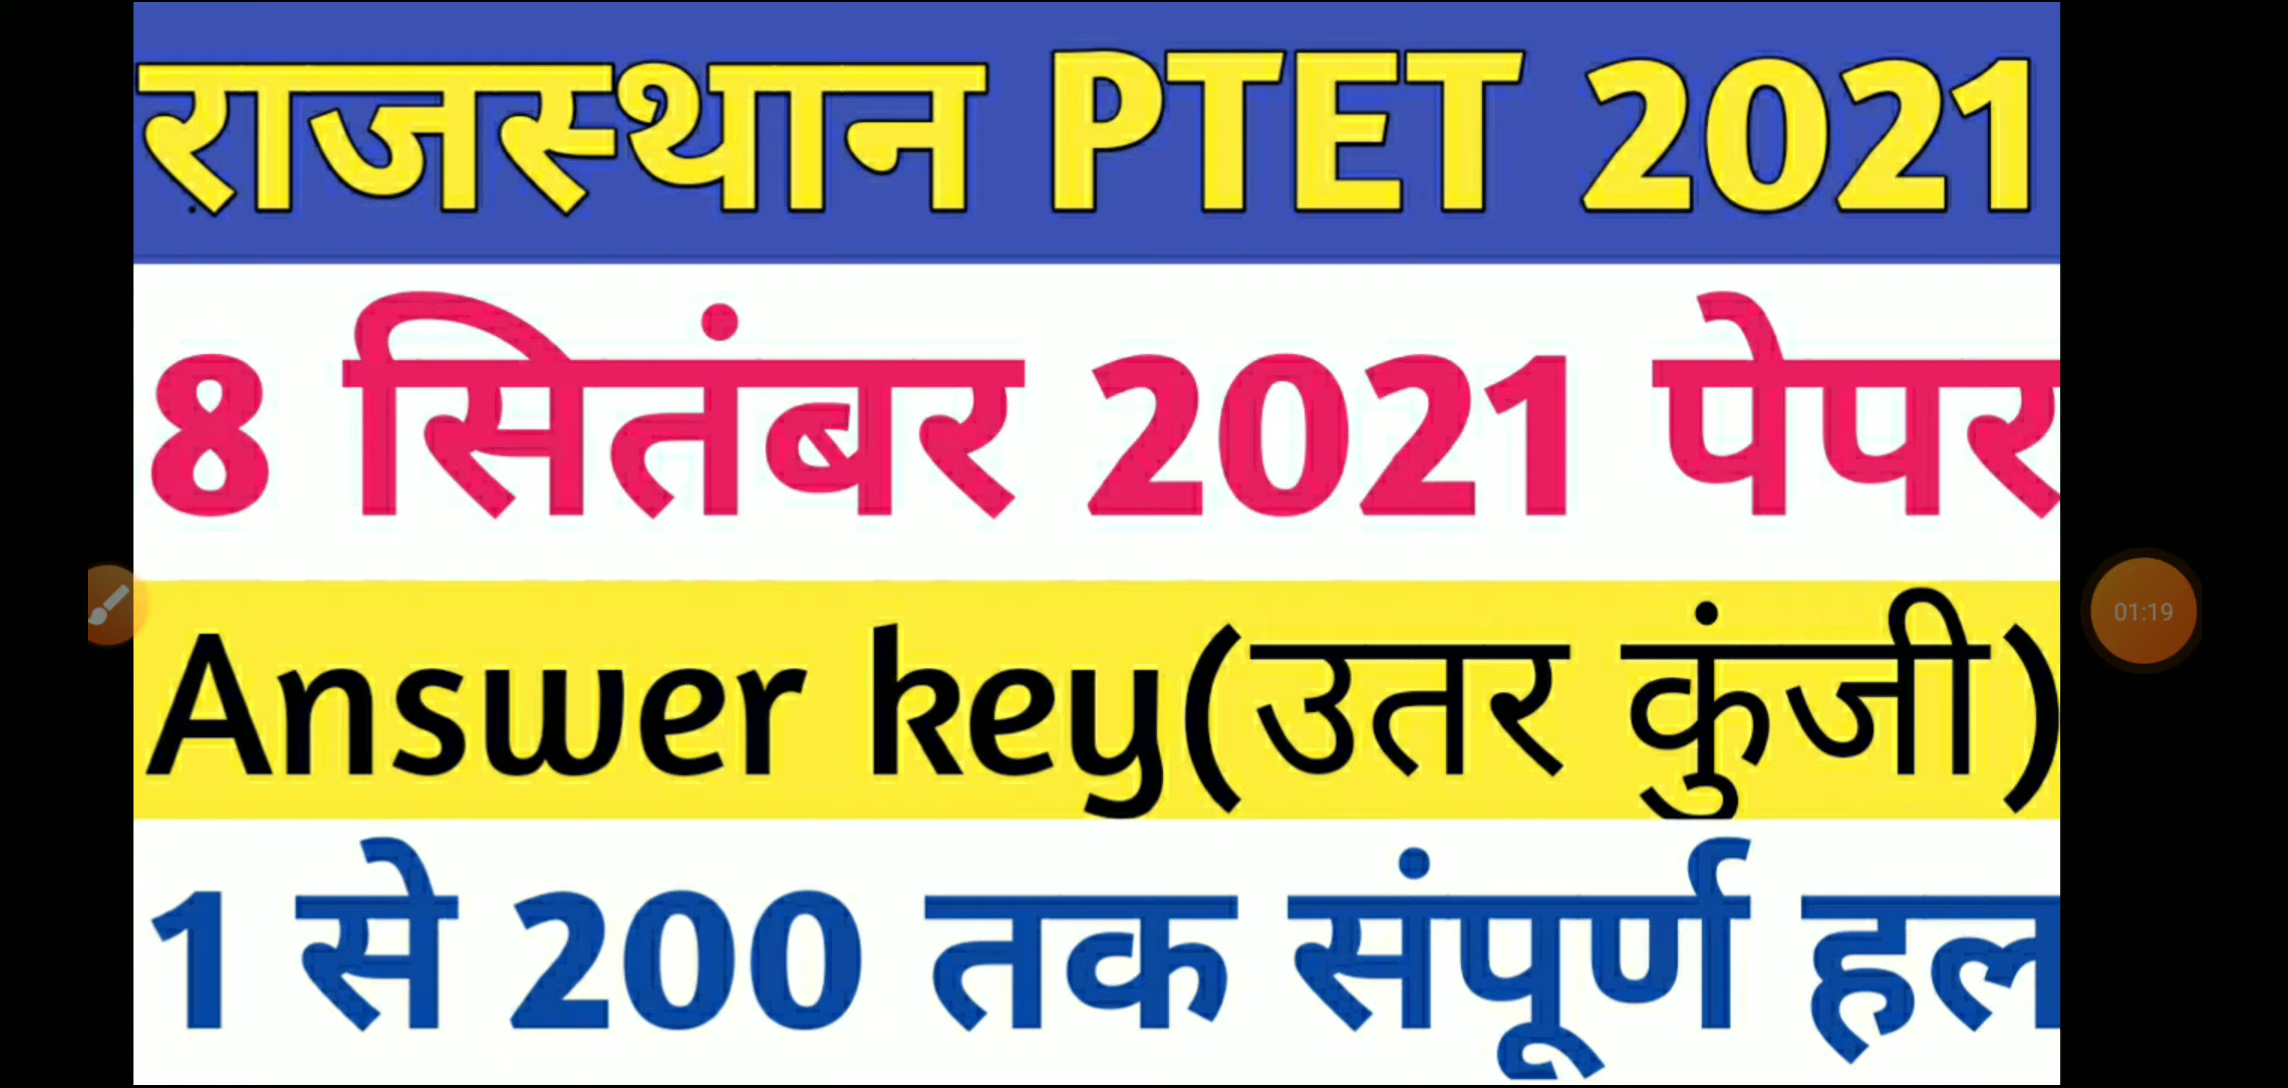 राजस्थान PTET 2021
8 सितंबर 2021 पेपर
Answer key(उतर कुंजी)
01:19
1 से 200 तक संपूर्ण हल